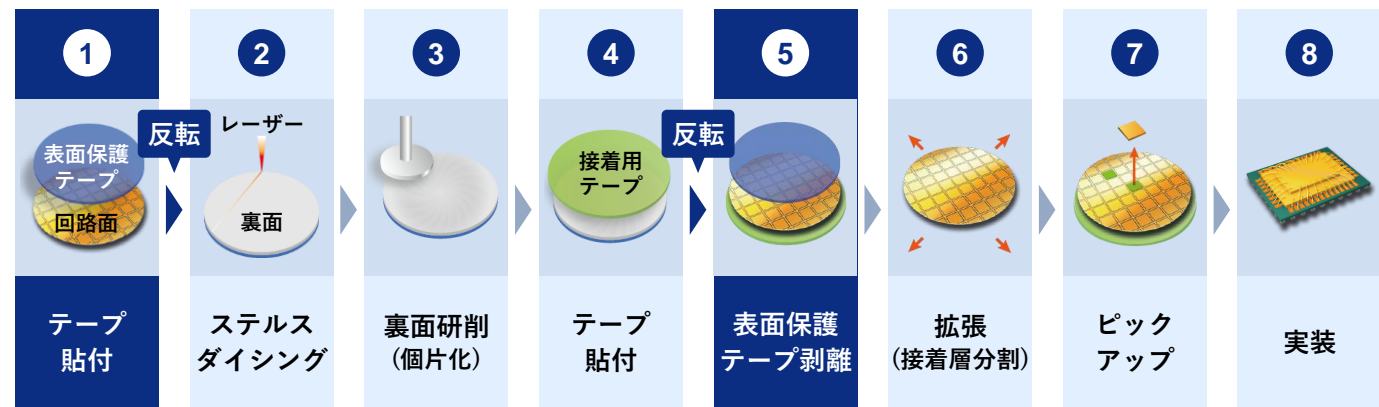 1
表面保護
テープ
回路面
テープ
貼付
反転
2
レーザー
裏面
ステルス
ダイシング
3
裏面研削
(個片化)
4
接着用
テープ
テープ
貼付
反転
5
表面保護
テープ剥離
6
拡張
(接着層分割)
7
ピック
アップ
8
実装